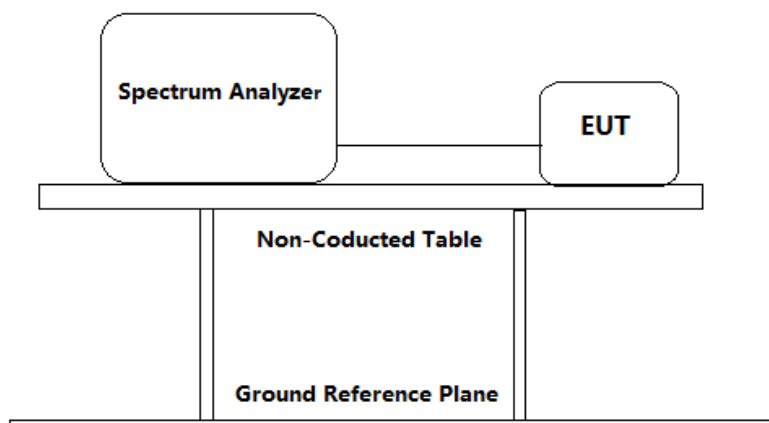 Spectrum Analyzer
EUT
Non-Coducted Table
Ground Reference Plane